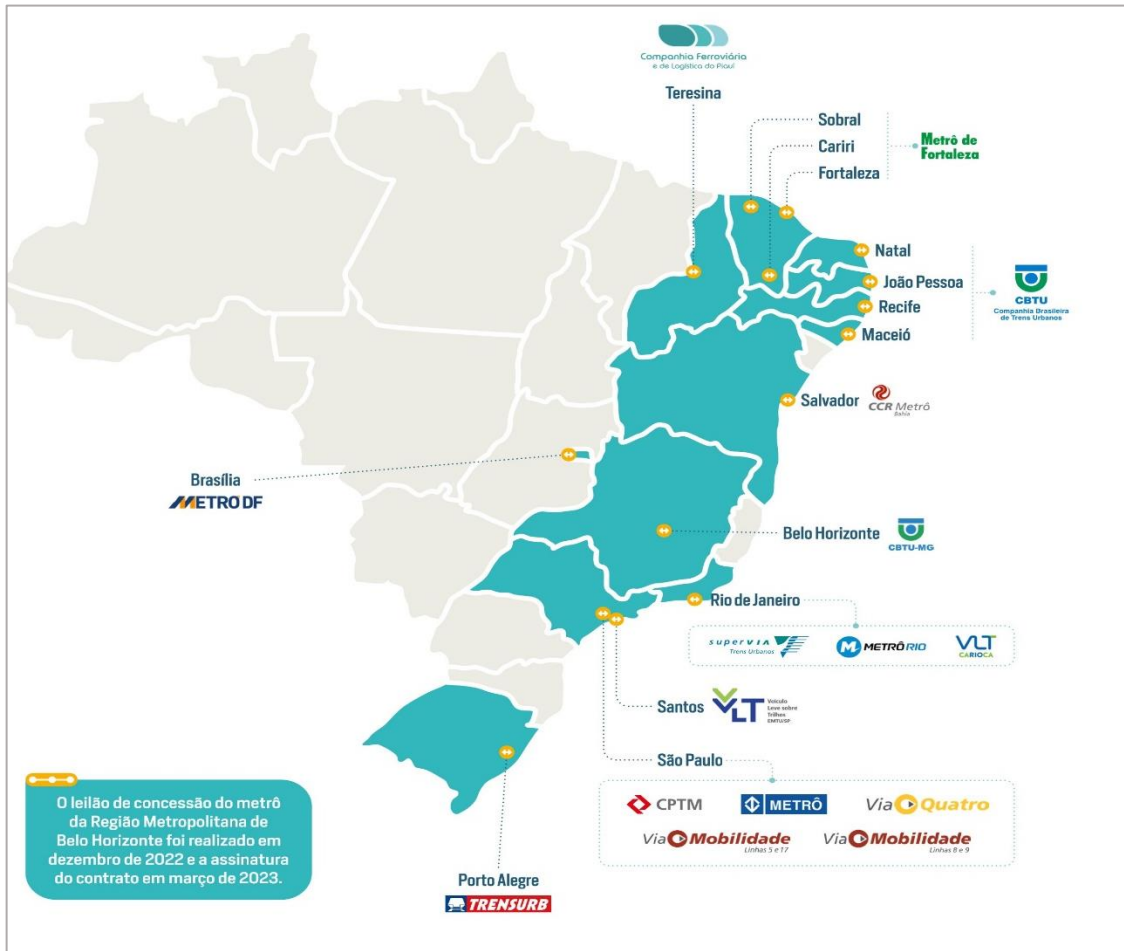 Companhia Ferroviária
e de Logística do Piauí
Teresina
Sobral
Cariri
Fortaleza
Metrô de
Fortaleza
Natal
João Pessoa
Recife
Maceió
CBTU
Companhia Brasileira
de Trens Urbanos
Salvador
CCR Metrô
Bahia
Brasília
METRÔ DF
Belo Horizonte
CBTU-MG
Rio de Janeiro
superVIA
Trens Urbanos
METRÔRIO
VLT
CARIOCA
Santos
VLT
Veículo
Leve sobre
Trilhos
EMTU/SP
São Paulo
CPTM
METRÔ
ViaQuatro
ViaMobilidade
Linhas 5 e 17
ViaMobilidade
Linhas 8 e 9
Porto Alegre
TRENSURB
O leilão de concessão do metrô
da Região Metropolitana de
Belo Horizonte foi realizado em
dezembro de 2022 e a assinatura
do contrato em março de 2023.